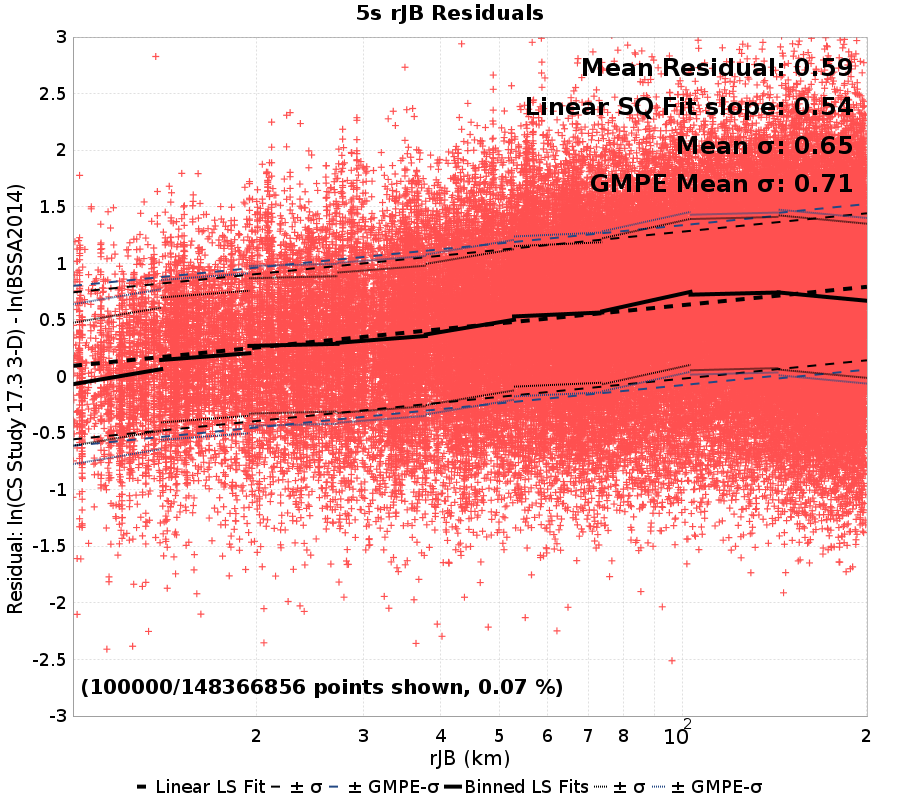 5s rJB Residuals
Residual: ln(CS Study 17.3 3-D) - ln(BSSA2014)
3
2.5
2
1.5
1
0.5
0
-0.5
-1
-1.5
-2
-2.5
-3
Mean Residual: 0.59
Linear SQ Fit slope: 0.54
Mean σ: 0.65
GMPE Mean σ: 0.71
(100000/148366856 points shown, 0.07 %)
2 3 4 5 6 7 8 10² 2
rJB (km)
Linear LS Fit ± σ ± GMPE-σ Binned LS Fits ± σ ± GMPE-σ